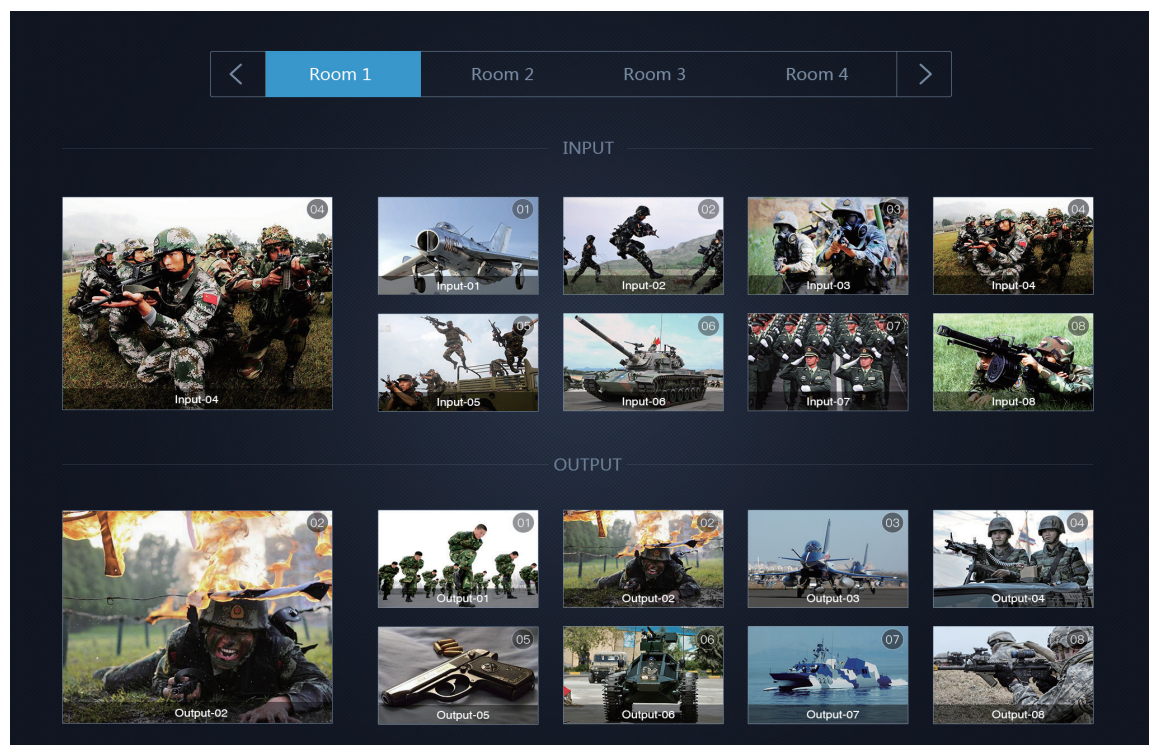 Room 1
Room 2
Room 3
Room 4
INPUT
04
Input-04
01
Input-01
02
Input-02
03
Input-03
04
Input-04
05
Input-05
06
Input-06
07
Input-07
08
Input-08
OUTPUT
02
Output-02
01
Output-01
02
Output-02
03
Output-03
04
Output-04
05
Output-05
06
Output-06
07
Output-07
08
Output-08